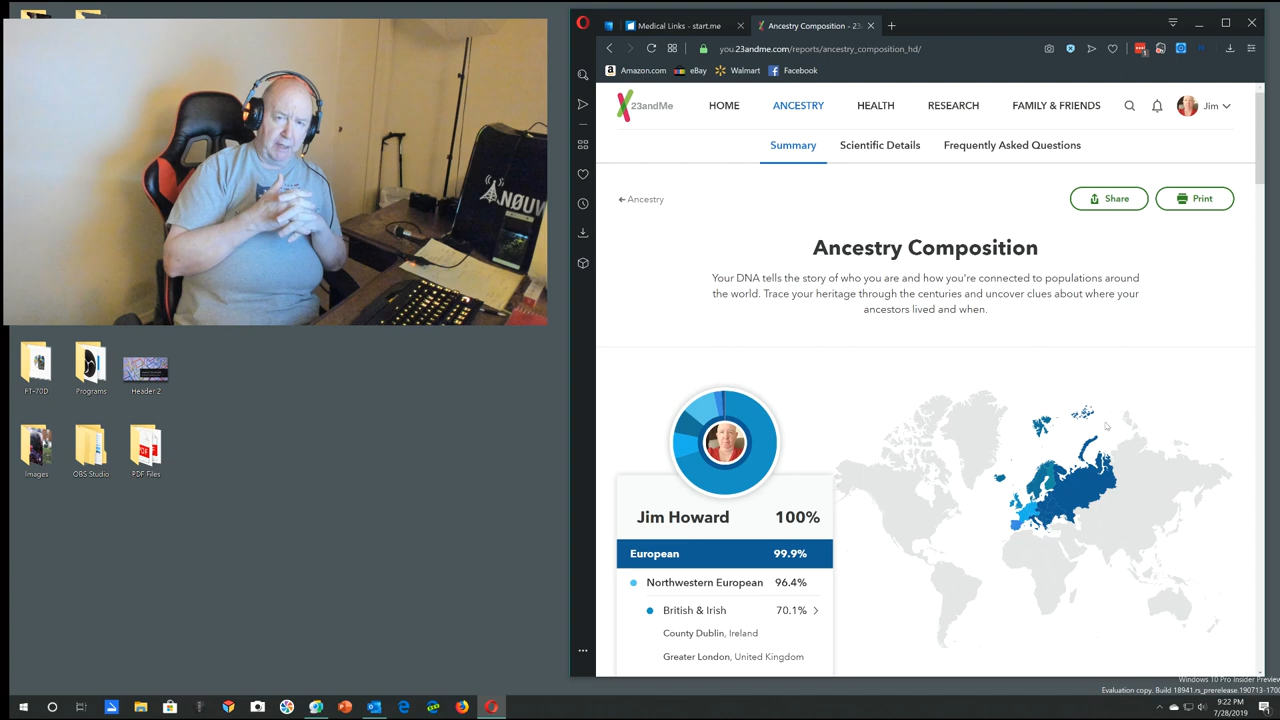 Medical Links - start.me
Ancestry Composition - 23
you.23andme.com/reports/ancestry_composition_hd/
Amazon.com
eBay
Walmart
Facebook
23andMe
HOME
ANCESTRY
HEALTH
RESEARCH
FAMILY & FRIENDS
Jim
Summary
Scientific Details
Frequently Asked Questions
Ancestry
Share
Print
Ancestry Composition
Your DNA tells the story of who you are and how you're connected to populations around
the world. Trace your heritage through the centuries and uncover clues about where your
ancestors lived and when.
Jim Howard 100%
European 99.9%
Northwestern European 96.4%
British & Irish 70.1%
County Dublin, Ireland
Greater London, United Kingdom
NØUW
FT-70D
Programs
Header 2
Images
OBS Studio
PDF Files
Windows 10 Pro Insider Preview
Evaluation copy. Build 18941.rs_prerelease.190713-1700
9:22 PM
7/28/2019